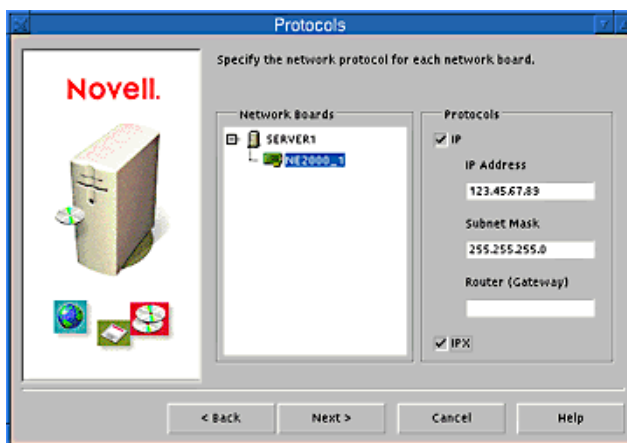 Protocols
Novell.
Specify the network protocol for each network board.
Network Boards
SERVER1
NE2000_1
Protocols
IP
IP Address
123.45.67.89
Subnet Mask
255.255.255.0
Router (Gateway)
IPX
< Back
Next >
Cancel
Help